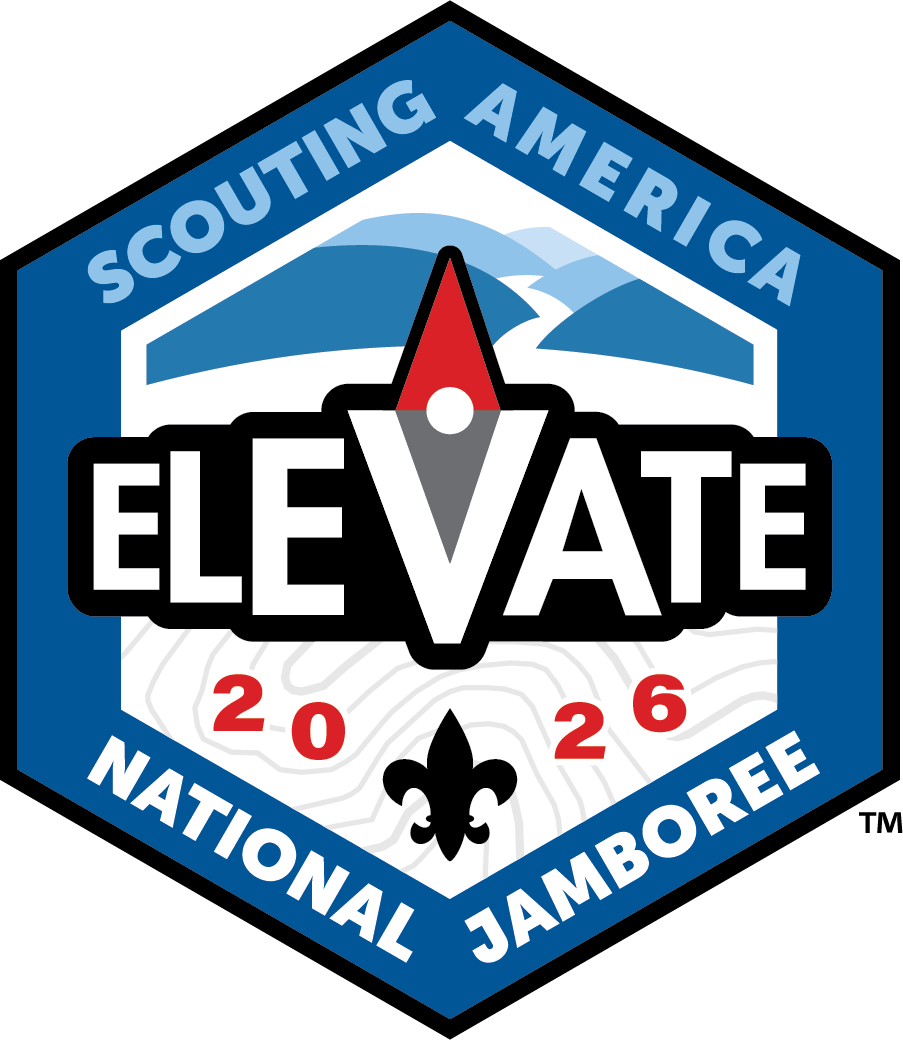 SCOUTING AMERICA
ELEVATE
2026
NATIONAL JAMBOREE
TM